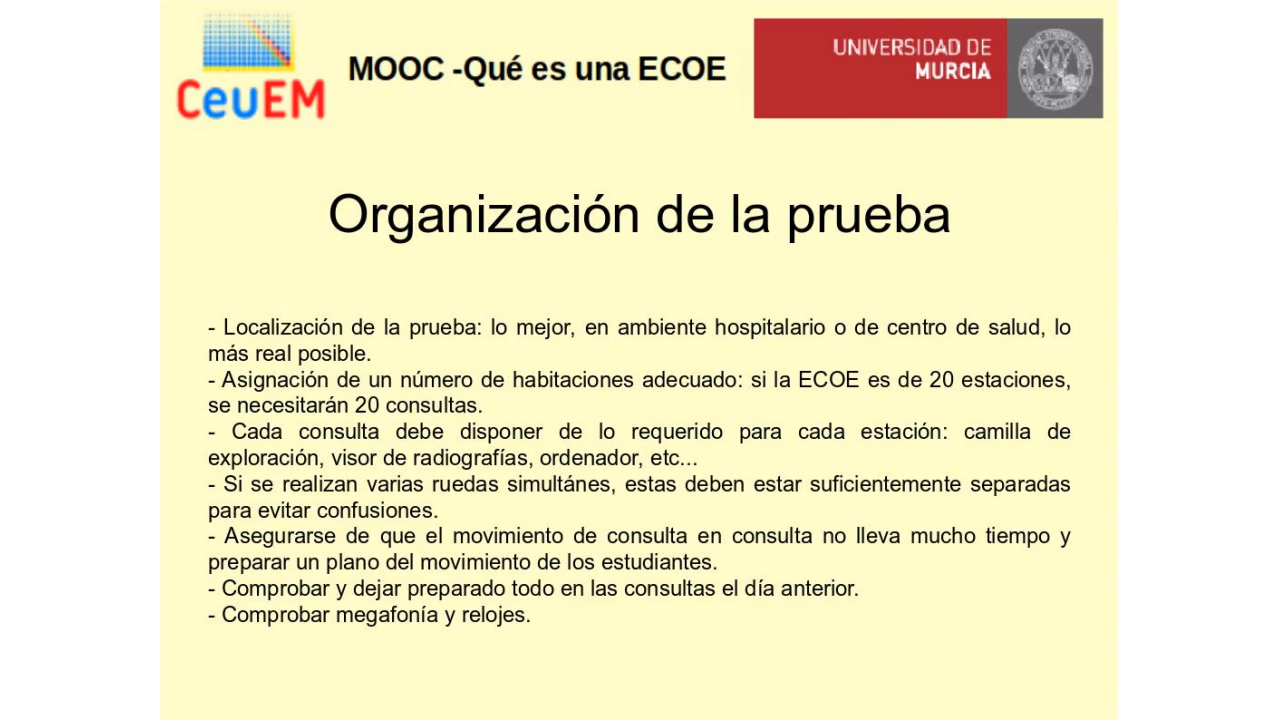 CeuEM
MOOC -Qué es una ECOE
UNIVERSIDAD DE
MURCIA
Organización de la prueba
- Localización de la prueba: lo mejor, en ambiente hospitalario o de centro de salud, lo
más real posible.
- Asignación de un número de habitaciones adecuado: si la ECOE es de 20 estaciones,
se necesitarán 20 consultas.
- Cada consulta debe disponer de lo requerido para cada estación: camilla de
exploración, visor de radiografías, ordenador, etc...
- Si se realizan varias ruedas simultánes, estas deben estar suficientemente separadas
para evitar confusiones.
- Asegurarse de que el movimiento de consulta en consulta no lleva mucho tiempo y
preparar un plano del movimiento de los estudiantes.
- Comprobar y dejar preparado todo en las consultas el día anterior.
- Comprobar megafonía y relojes.